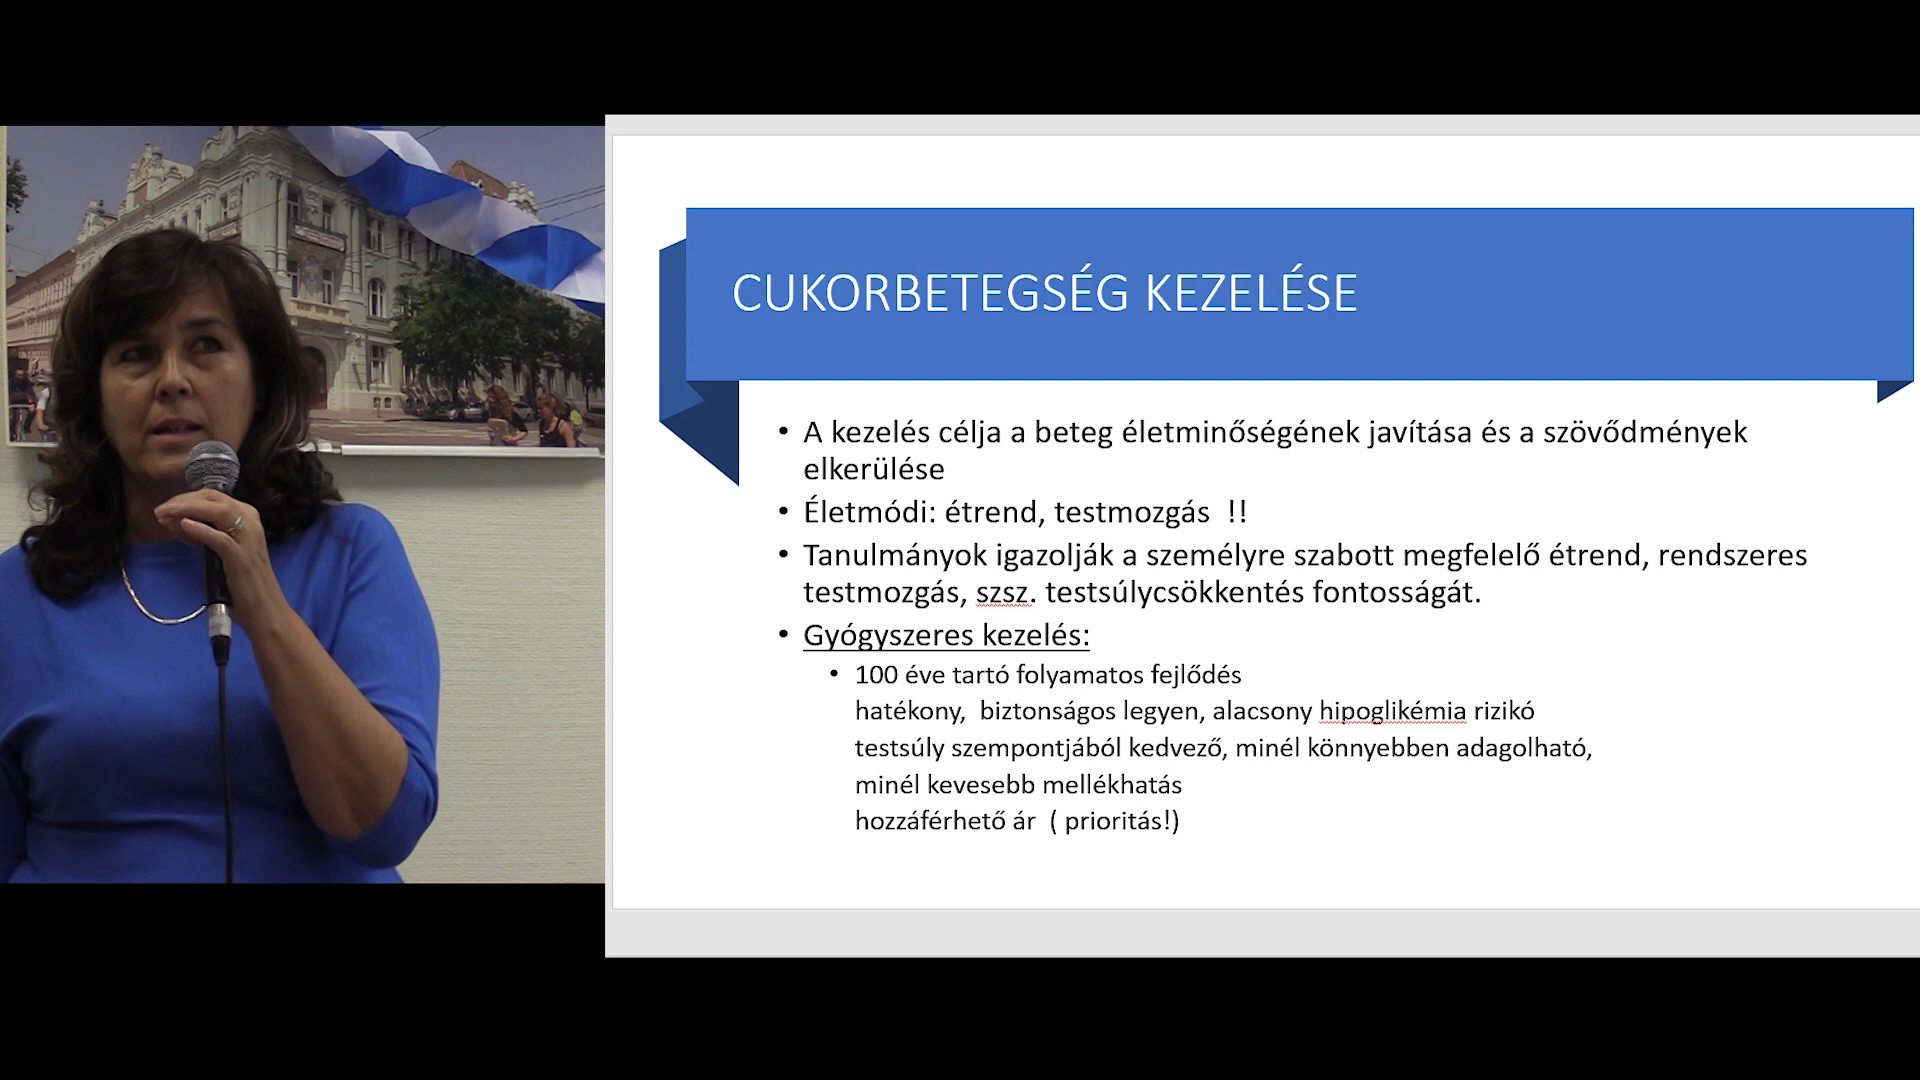 CUKORBETEGSÉG KEZELÉSE
• A kezelés célja a beteg életminőségének javítása és a szövődmények
elkerülése
• Életmódi: étrend, testmozgás  !!
• Tanulmányok igazolják a személyre szabott megfelelő étrend, rendszeres
testmozgás, szsz. testsúlycsökkentés fontosságát.
• Gyógyszeres kezelés:
• 100 éve tartó folyamatos fejlődés
hatékony,  biztonságos legyen, alacsony hipoglikémia rizikó
testsúly szempontjából kedvező, minél könnyebben adagolható,
minél kevesebb mellékhatás
hozzáférhető ár  ( prioritás!)